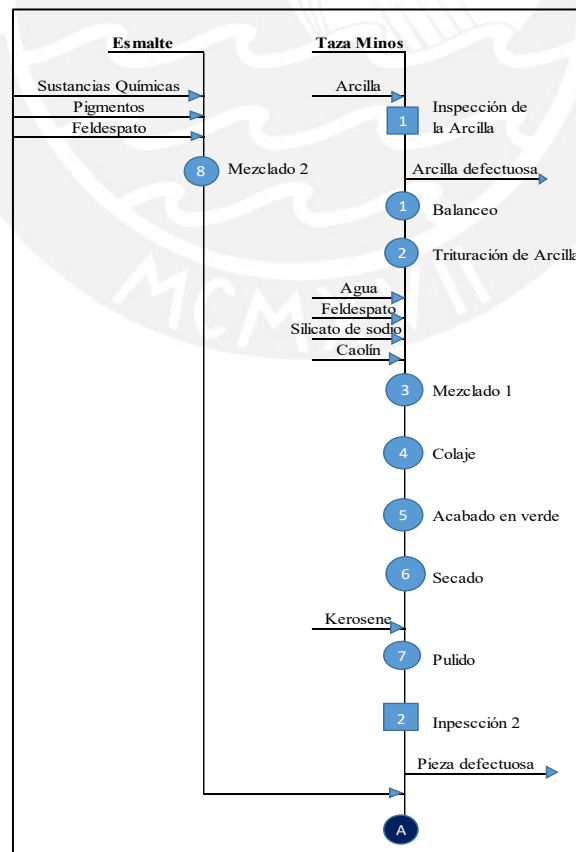 Esmalte
Taza Minos
Sustancias Químicas
Pigmentos
Feldespato
8
Mezclado 2
Arcilla
1
Inspección de
la Arcilla
Arcilla defectuosa
1
Balanceo
2
Trituración de Arcilla
Agua
Feldespato
Silicato de sodio
Caolín
3
Mezclado 1
4
Colaje
5
Acabado en verde
6
Secado
Kerosene
7
Pulido
2
Inpescción 2
Pieza defectuosa
A
MCMXVII